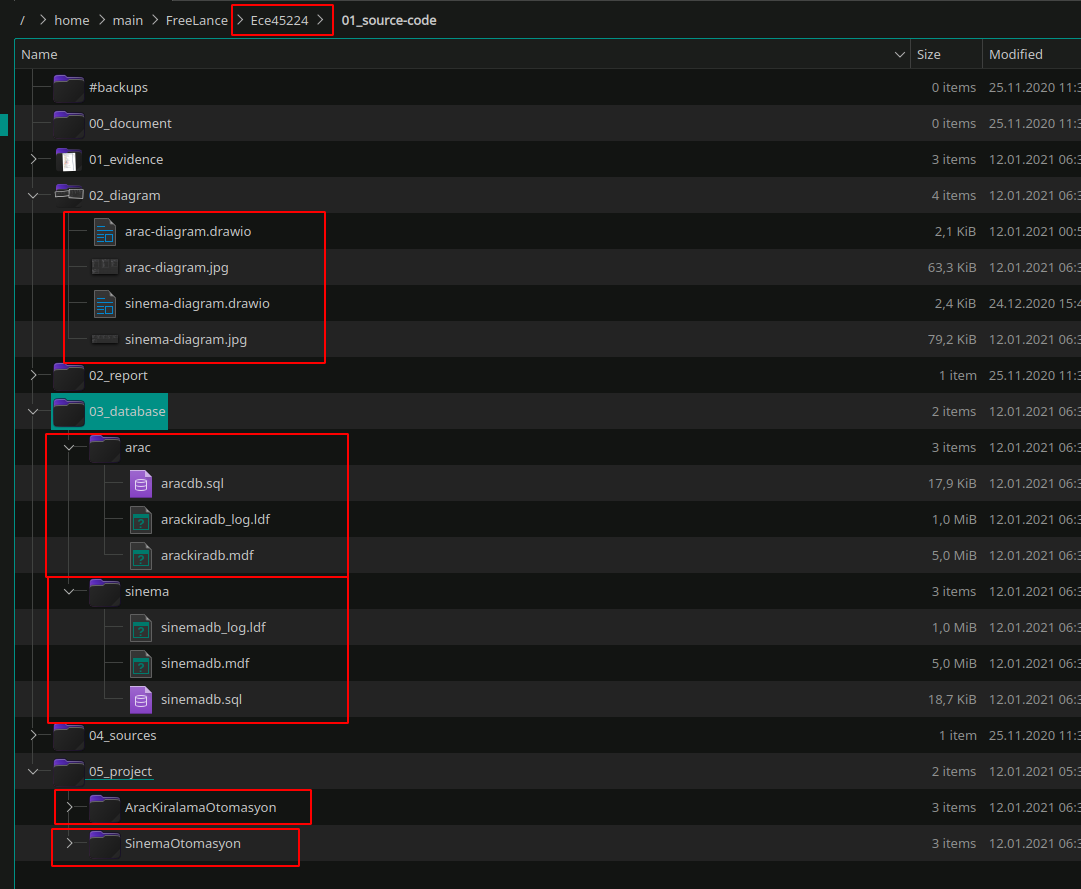 / > home > main > FreeLance > Ece45224 > 01_source-code
Name Size Modified
#backups 0 items 25.11.2020 11:3
00_document 0 items 25.11.2020 11:3
01_evidence 3 items 12.01.2021 06:3
02_diagram 4 items 12.01.2021 06:3
arac-diagram.drawio 2,1 KiB 12.01.2021 00:5
arac-diagram.jpg 63,3 KiB 12.01.2021 06:3
sinema-diagram.drawio 2,4 KiB 24.12.2020 15:4
sinema-diagram.jpg 79,2 KiB 12.01.2021 06:3
02_report 1 item 25.11.2020 11:3
03_database 2 items 12.01.2021 06:3
arac 3 items 12.01.2021 06:3
aracdb.sql 17,9 KiB 12.01.2021 06:3
arackiradb_log.ldf 1,0 MiB 12.01.2021 06:3
arackiradb.mdf 5,0 MiB 12.01.2021 06:3
sinema 3 items 12.01.2021 06:3
sinemadb_log.ldf 1,0 MiB 12.01.2021 06:3
sinemadb.mdf 5,0 MiB 12.01.2021 06:3
sinemadb.sql 18,7 KiB 12.01.2021 06:3
04_sources 1 item 25.11.2020 11:3
05_project 2 items 12.01.2021 05:3
AracKiralamaOtomasyon 3 items 12.01.2021 06:3
SinemaOtomasyon 3 items 12.01.2021 06:3